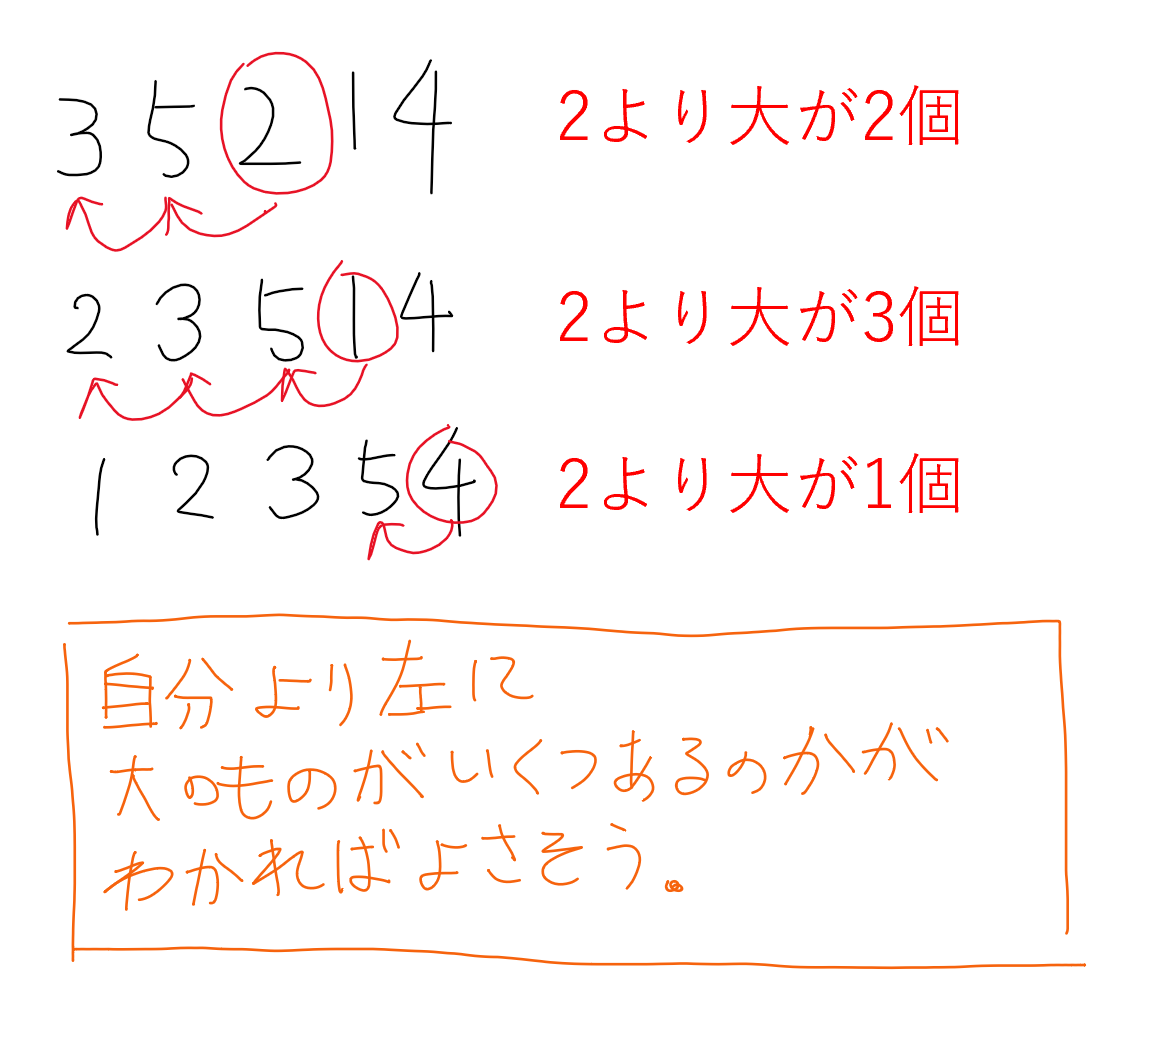 3 5 2 1 4 2より大が2個
2 3 5 1 4 2より大が3個
1 2 3 5 4 2より大が1個
自分より左に
大のものがいくつあるのかが
わかればよさそう。